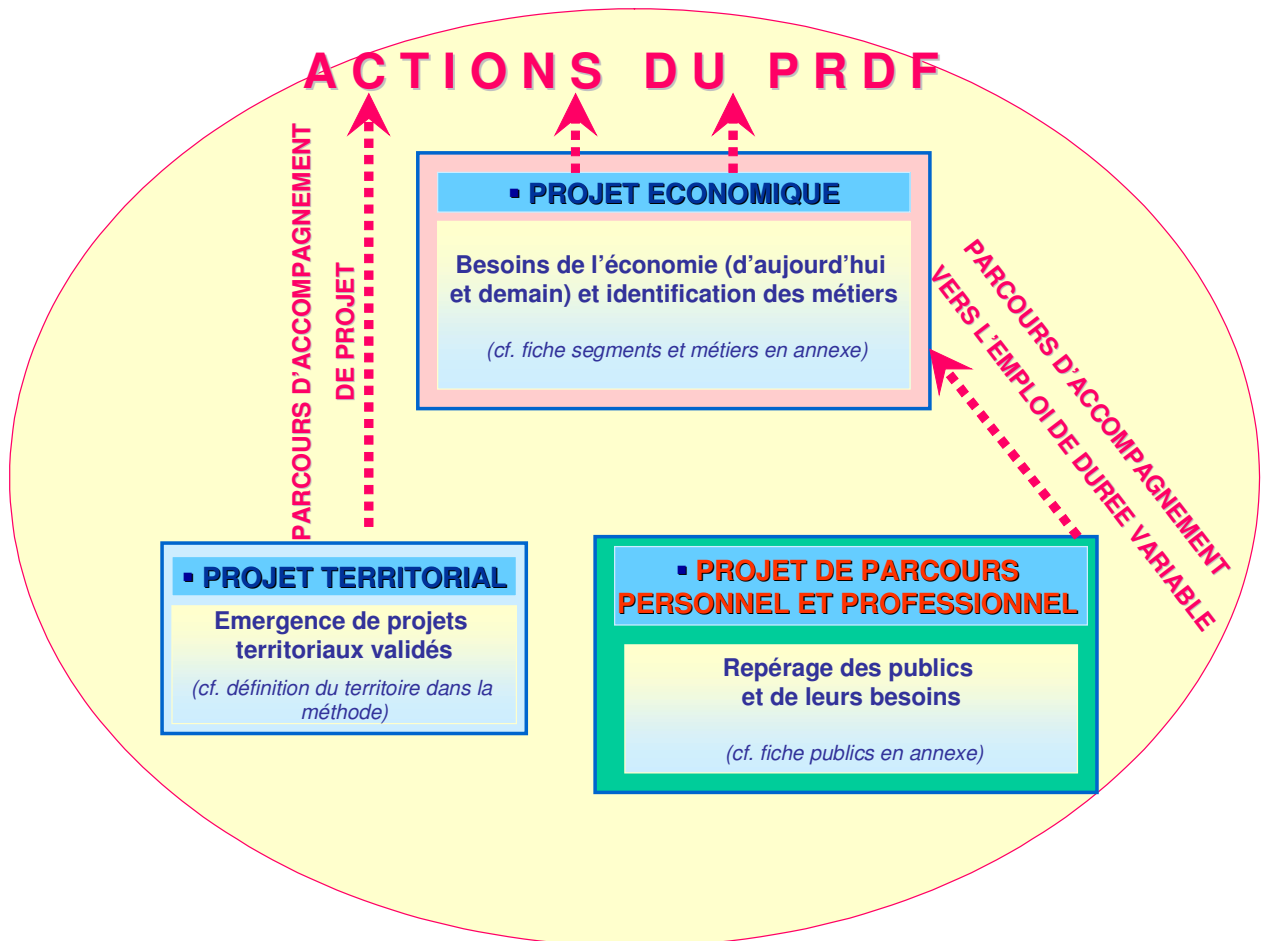 ACTIONS DU PRDF
PARCOURS D'ACCOMPAGNEMENT
DE PROJET
▪ PROJET ECONOMIQUE
Besoins de l'économie (d'aujourd'hui
et demain) et identification des métiers
(cf. fiche segments et métiers en annexe)
PARCOURS D'ACCOMPAGNEMENT
VERS L'EMPLOI DE DUREE VARIABLE
▪ PROJET TERRITORIAL
Emergence de projets
territoriaux validés
(cf. définition du territoire dans la
méthode)
▪ PROJET DE PARCOURS
PERSONNEL ET PROFESSIONNEL
Repérage des publics
et de leurs besoins
(cf. fiche publics en annexe)